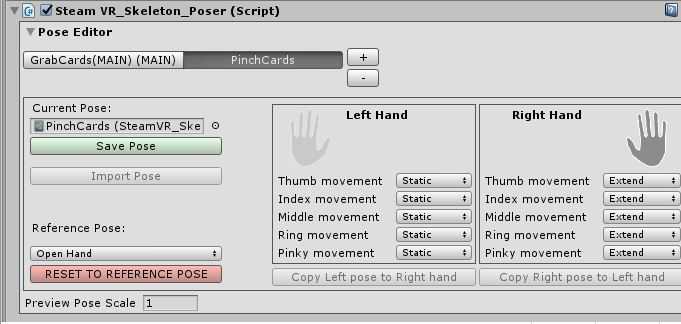 Steam VR_Skeleton_Poser (Script)
Pose Editor
GrabCards(MAIN) (MAIN) PinchCards + -
Current Pose:
PinchCards (SteamVR_Ske
Save Pose
Import Pose
Reference Pose:
Open Hand
RESET TO REFERENCE POSE
Left Hand
Thumb movement Static
Index movement Static
Middle movement Static
Ring movement Static
Pinky movement Static
Copy Left pose to Right hand
Right Hand
Thumb movement Extend
Index movement Extend
Middle movement Extend
Ring movement Extend
Pinky movement Extend
Copy Right pose to Left hand
Preview Pose Scale 1